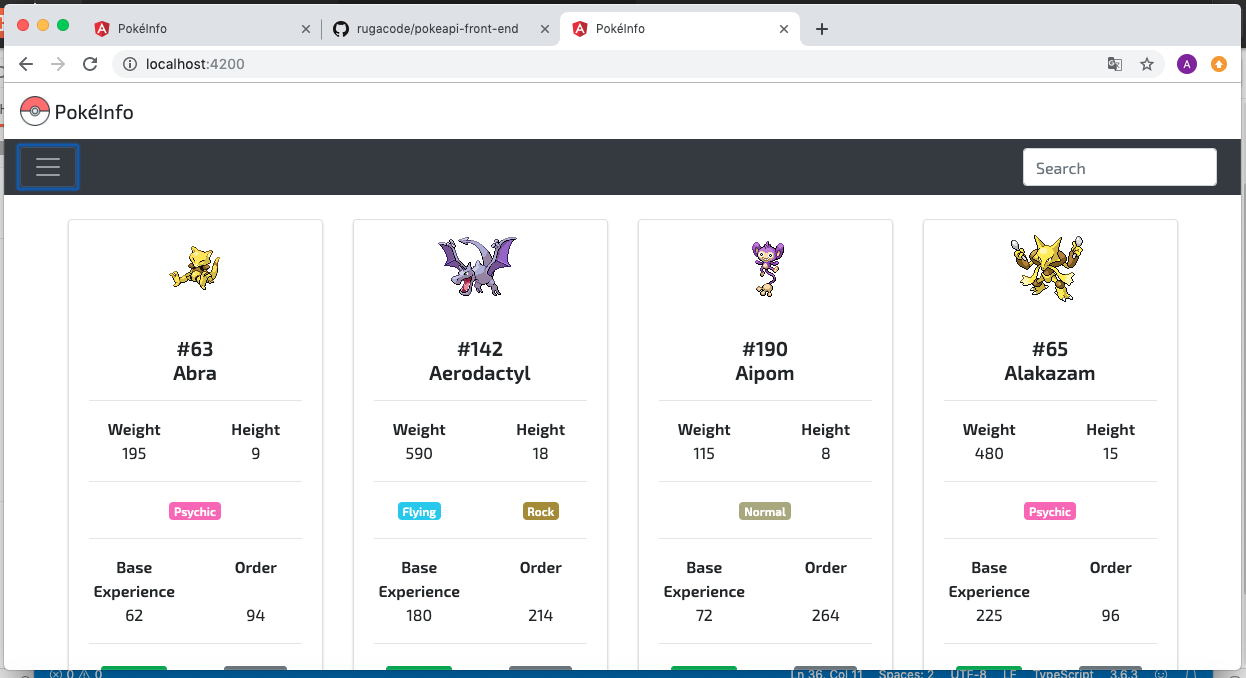 PokéInfo
rugacode/pokeapi-front-end
PokéInfo
localhost:4200
A
PokéInfo
Search
#63
Abra
Weight Height
195 9
Psychic
Base Experience Order
62 94
#142
Aerodactyl
Weight Height
590 18
Flying Rock
Base Experience Order
180 214
#190
Aipom
Weight Height
115 8
Normal
Base Experience Order
72 264
#65
Alakazam
Weight Height
480 15
Psychic
Base Experience Order
225 96
0 0 Ln 36, Col 11 Spaces: 2 UTF-8 LF TypeScript 3.6.3